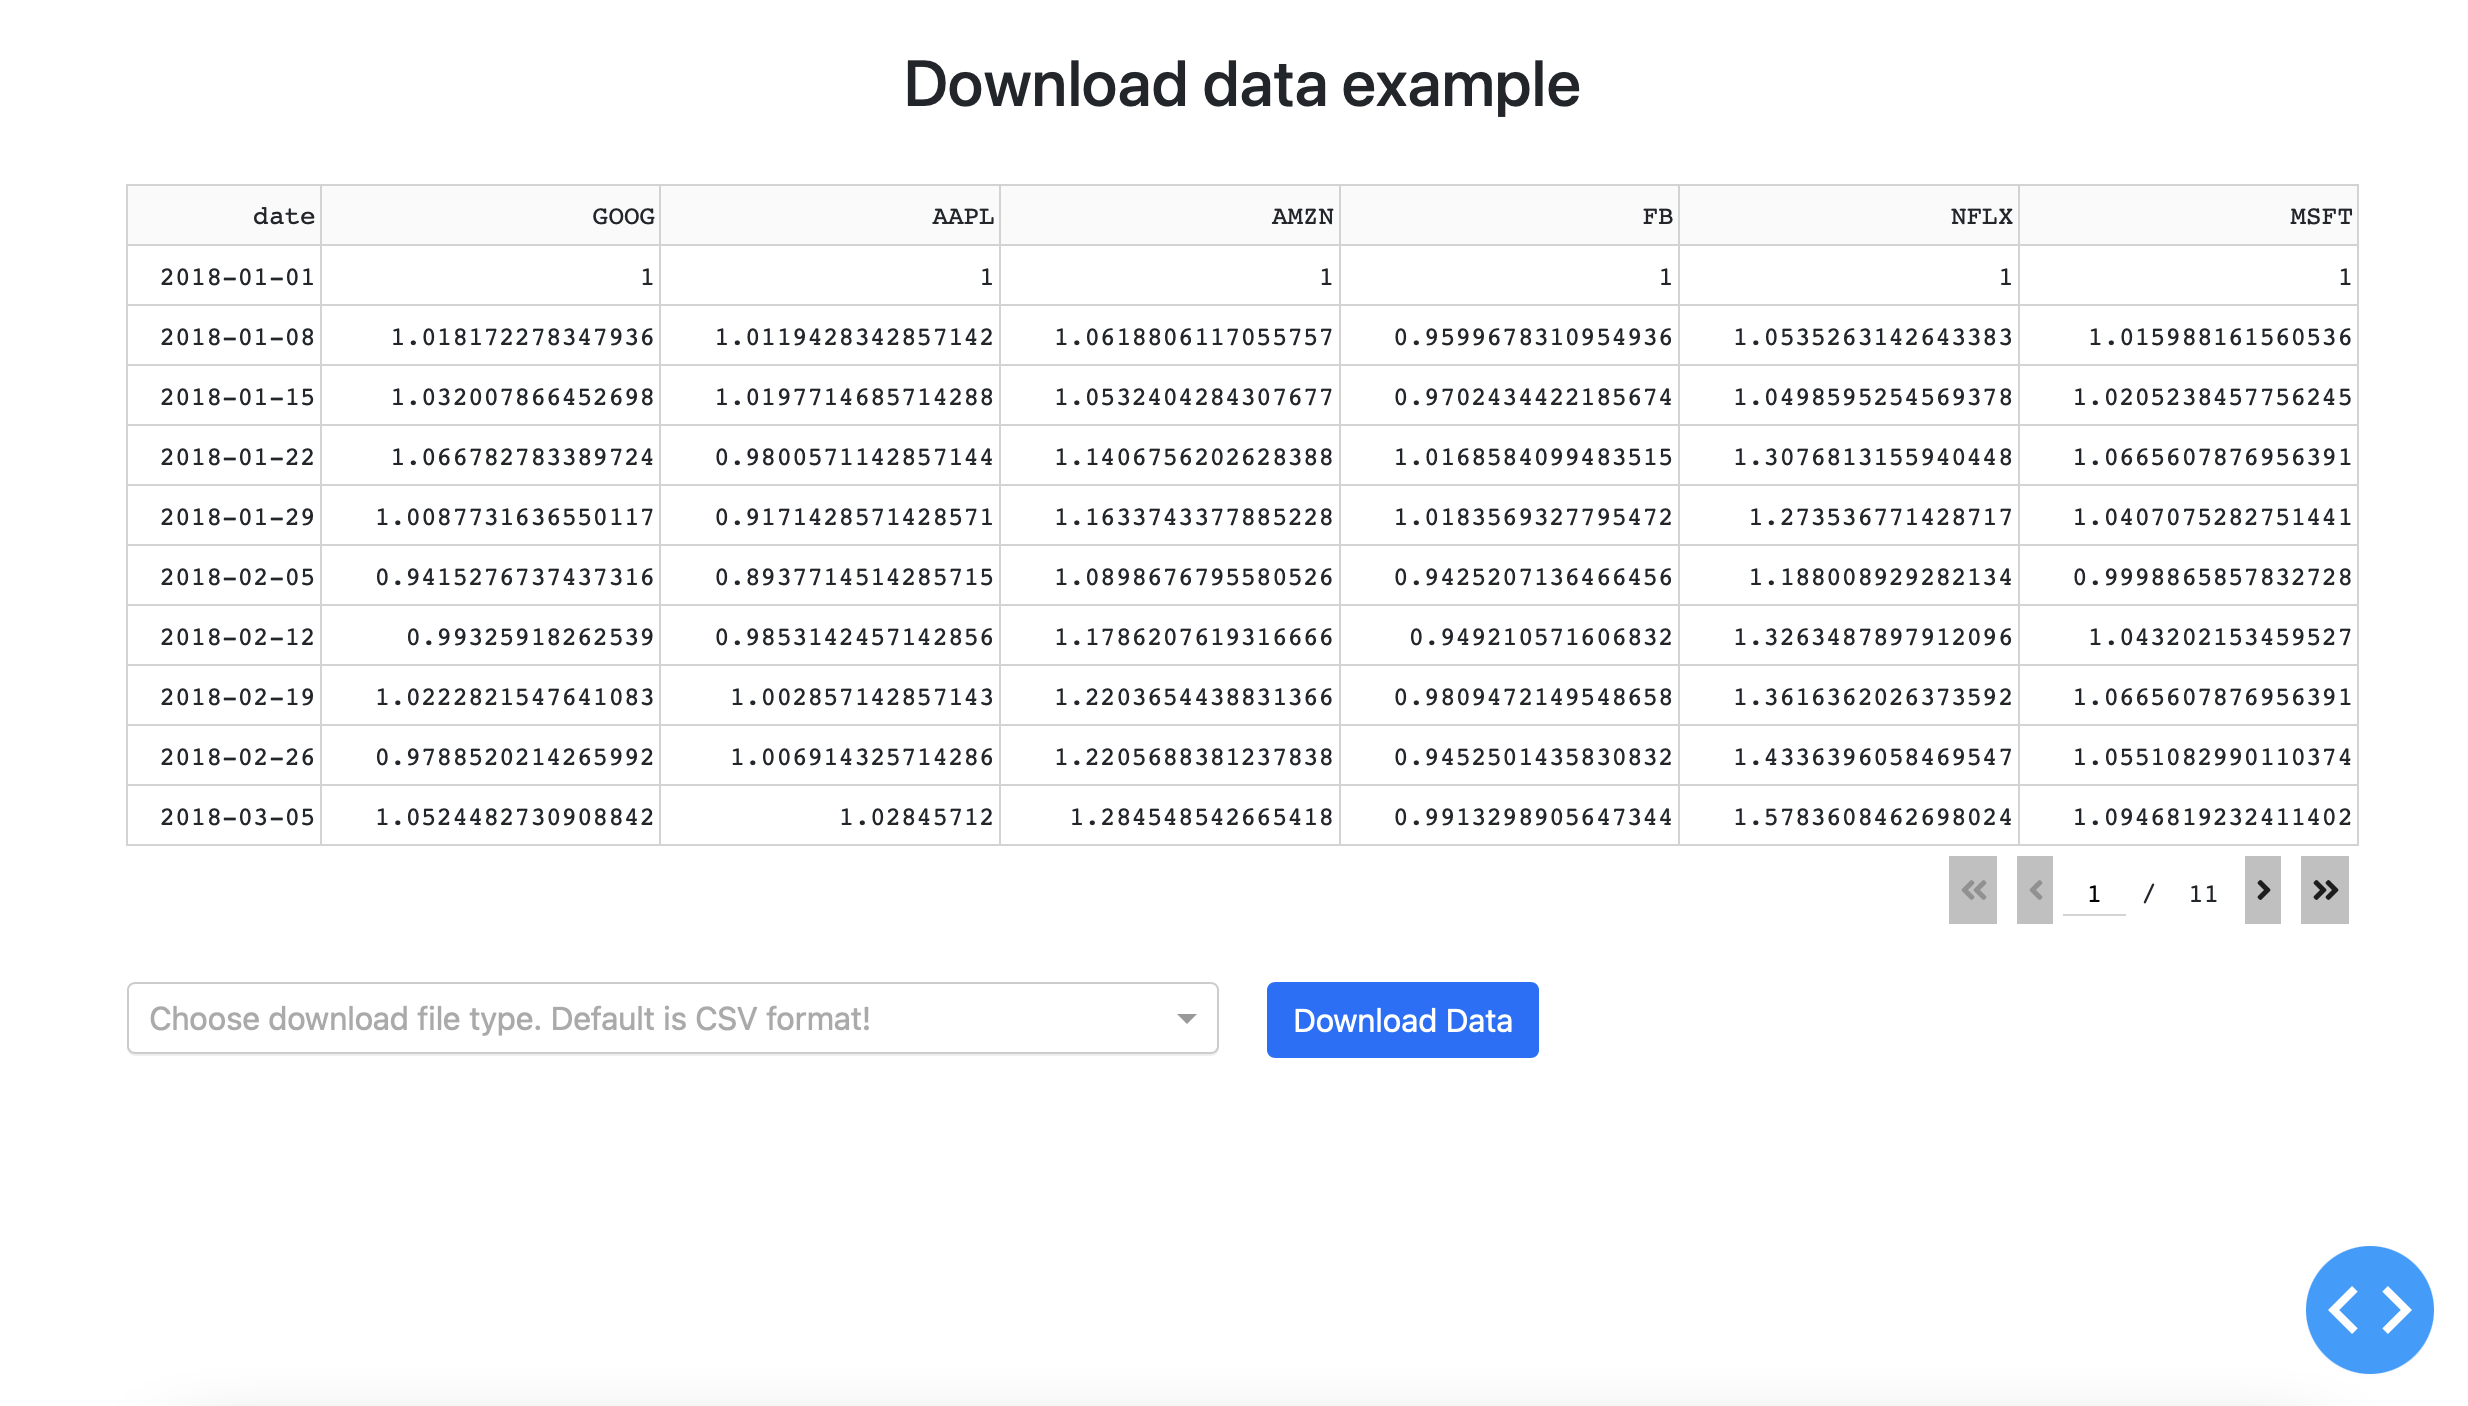 Download data example
date GOOG AAPL AMZN FB NFLX MSFT
2018-01-01 1 1 1 1 1 1
2018-01-08 1.018172278347936 1.0119428342857142 1.0618806117055757 0.9599678310954936 1.0535263142643383 1.015988161560536
2018-01-15 1.032007866452698 1.0197714685714288 1.0532404284307677 0.9702434422185674 1.0498595254569378 1.0205238457756245
2018-01-22 1.066782783389724 0.9800571142857144 1.1406756202628388 1.0168584099483515 1.3076813155940448 1.0665607876956391
2018-01-29 1.0087731636550117 0.9171428571428571 1.1633743377885228 1.0183569327795472 1.273536771428717 1.0407075282751441
2018-02-05 0.9415276737437316 0.8937714514285715 1.0898676795580526 0.9425207136466456 1.188008929282134 0.9998865857832728
2018-02-12 0.99325918262539 0.9853142457142856 1.1786207619316666 0.949210571606832 1.3263487897912096 1.043202153459527
2018-02-19 1.0222821547641083 1.002857142857143 1.2203654438831366 0.9809472149548658 1.3616362026373592 1.0665607876956391
2018-02-26 0.9788520214265992 1.006914325714286 1.2205688381237838 0.9452501435830832 1.4336396058469547 1.0551082990110374
2018-03-05 1.0524482730908842 1.02845712 1.284548542665418 0.9913298905647344 1.5783608462698024 1.0946819232411402
1 / 11
Choose download file type. Default is CSV format!
Download Data